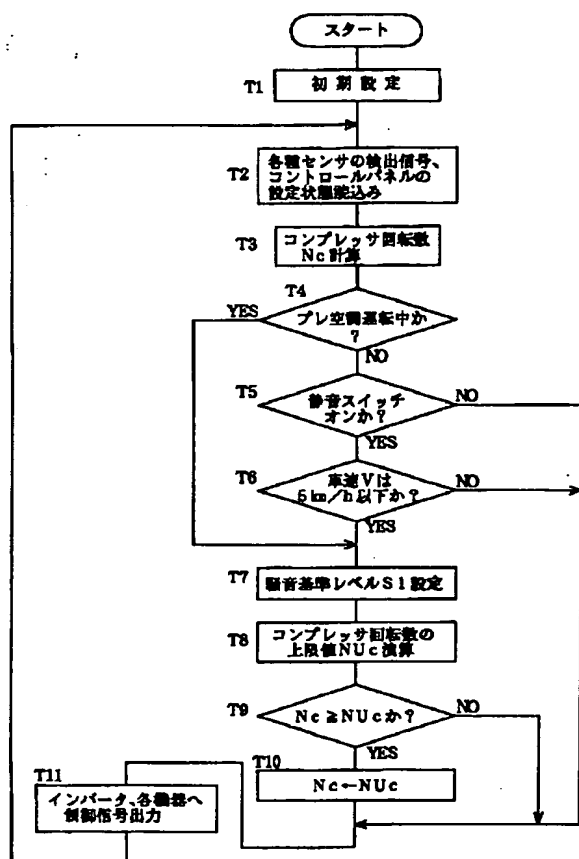 スタート
T1
初期設定
T2
各種センサの検出信号、
コントロールパネルの
設定状態読込み
T3
コンプレッサ回転数
Nc計算
T4
YES
プレ空調運転中か
?
NO
T5
静音スイッチ
オンか?
NO
YES
T6
車速Vは
5km/h以下か?
NO
YES
T7
騒音基準レベルS1設定
T8
コンプレッサ回転数の
上限値NUc演算
T9
Nc≧NUcか?
NO
YES
T10
Nc←NUc
T11
インバータ、各機器へ
制御信号出力